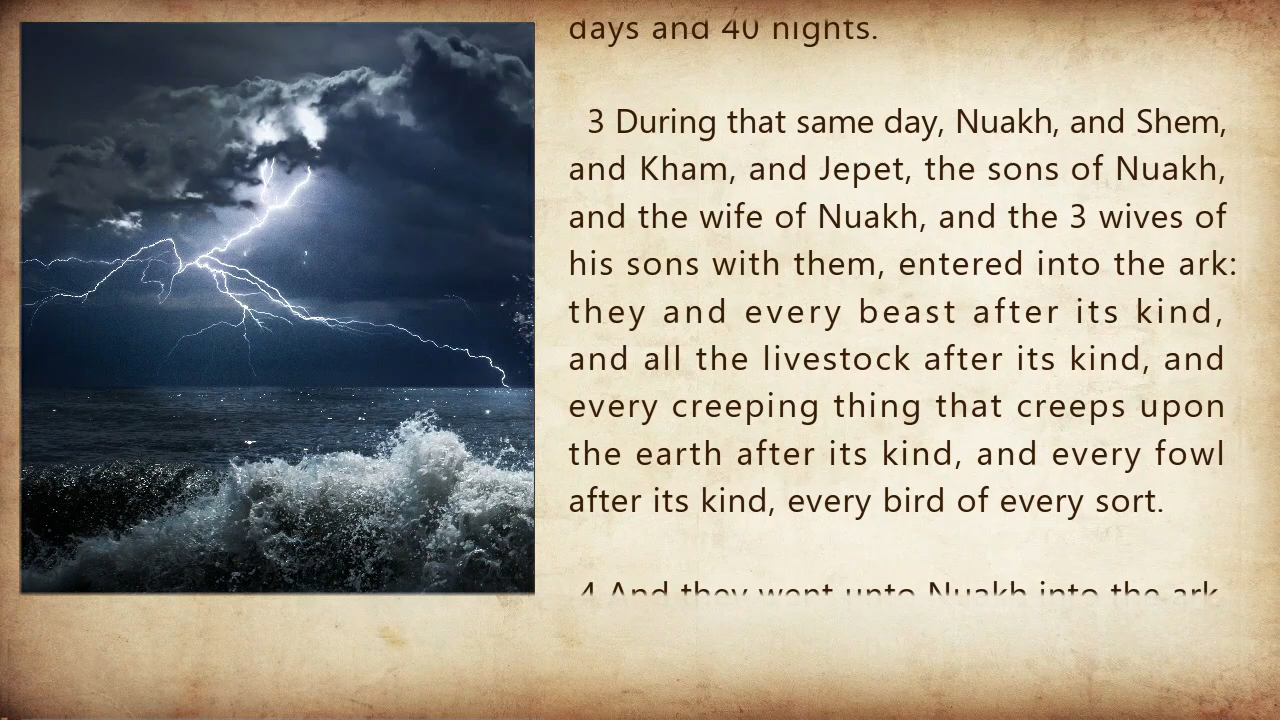 days and 40 nights.
3 During that same day, Nuakh, and Shem,
and Kham, and Jepet, the sons of Nuakh,
and the wife of Nuakh, and the 3 wives of
his sons with them, entered into the ark:
they and every beast after its kind,
and all the livestock after its kind, and
every creeping thing that creeps upon
the earth after its kind, and every fowl
after its kind, every bird of every sort.
4 And they went unto Nuakh into the ark